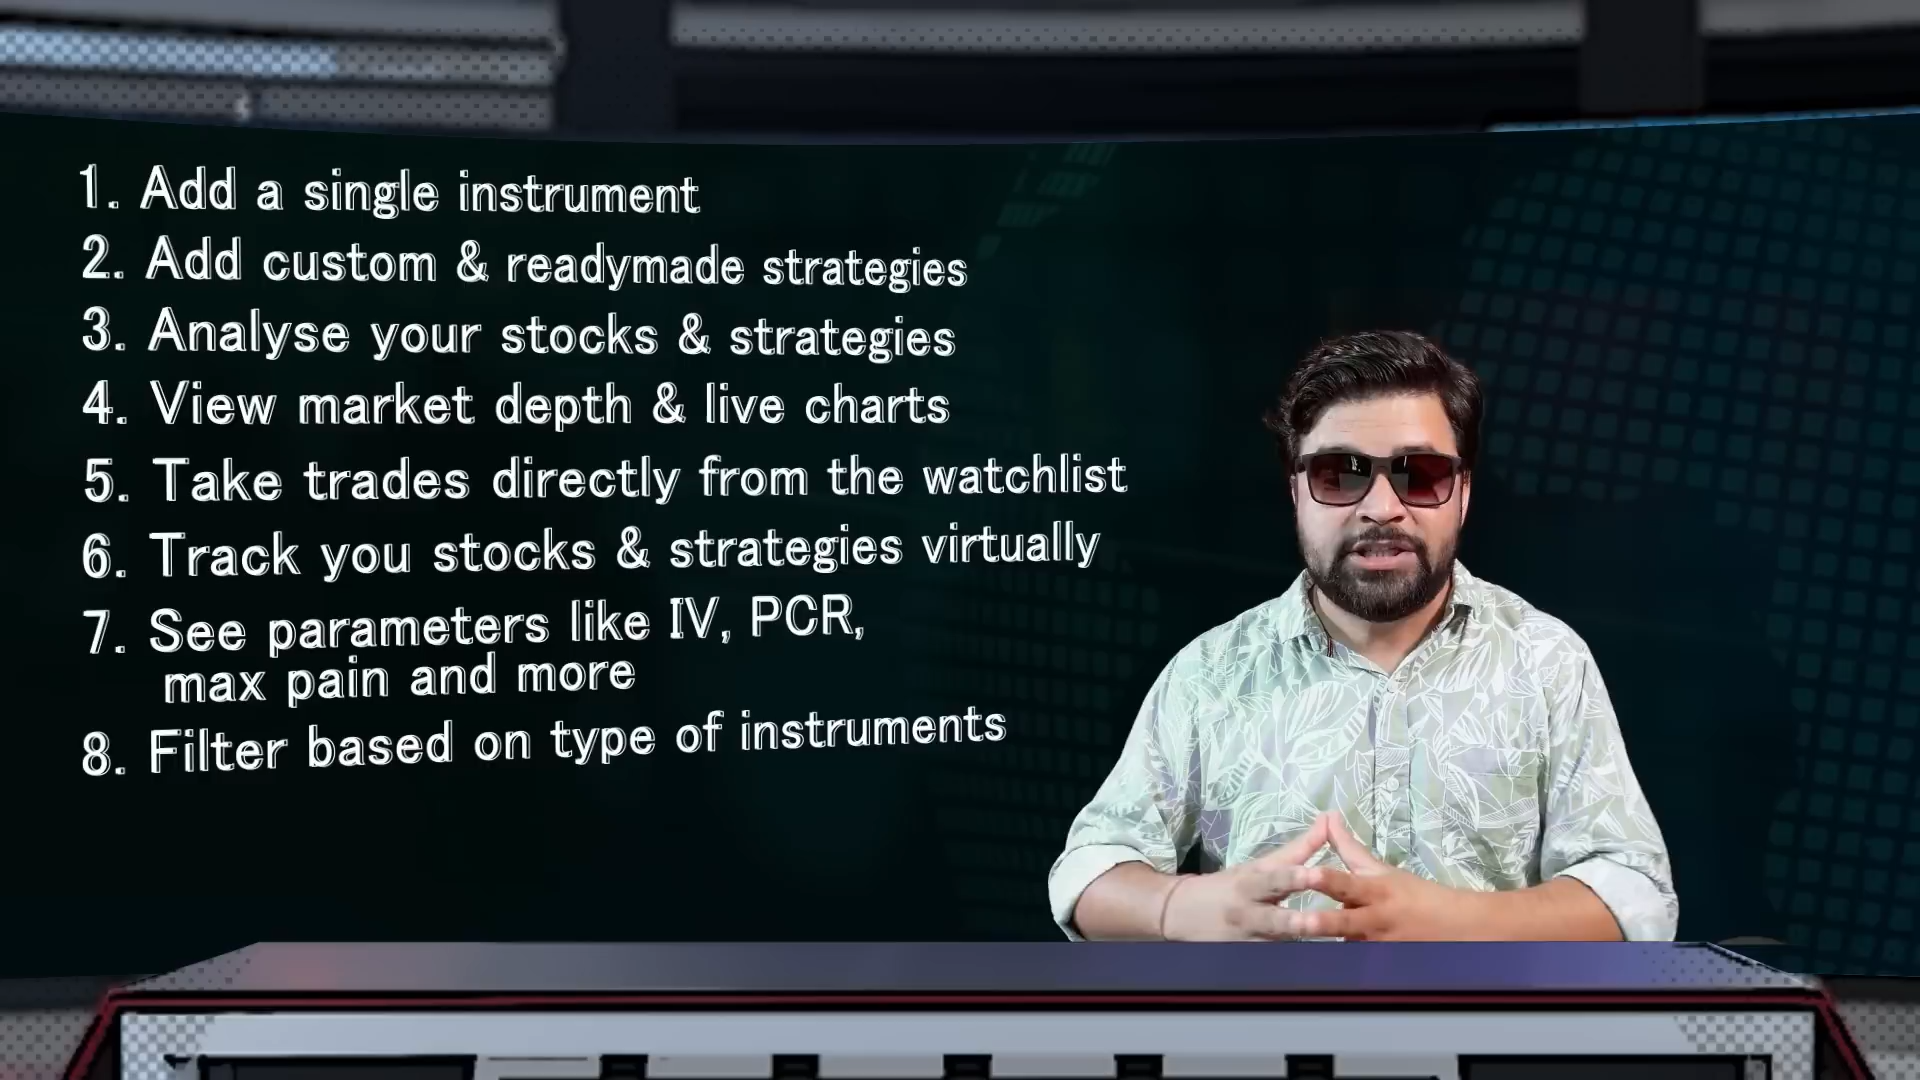 1. Add a single instrument
2. Add custom & readymade strategies
3. Analyse your stocks & strategies
4. View market depth & live charts
5. Take trades directly from the watchlist
6. Track you stocks & strategies virtually
7. See parameters like IV, PCR,
max pain and more
8. Filter based on type of instruments